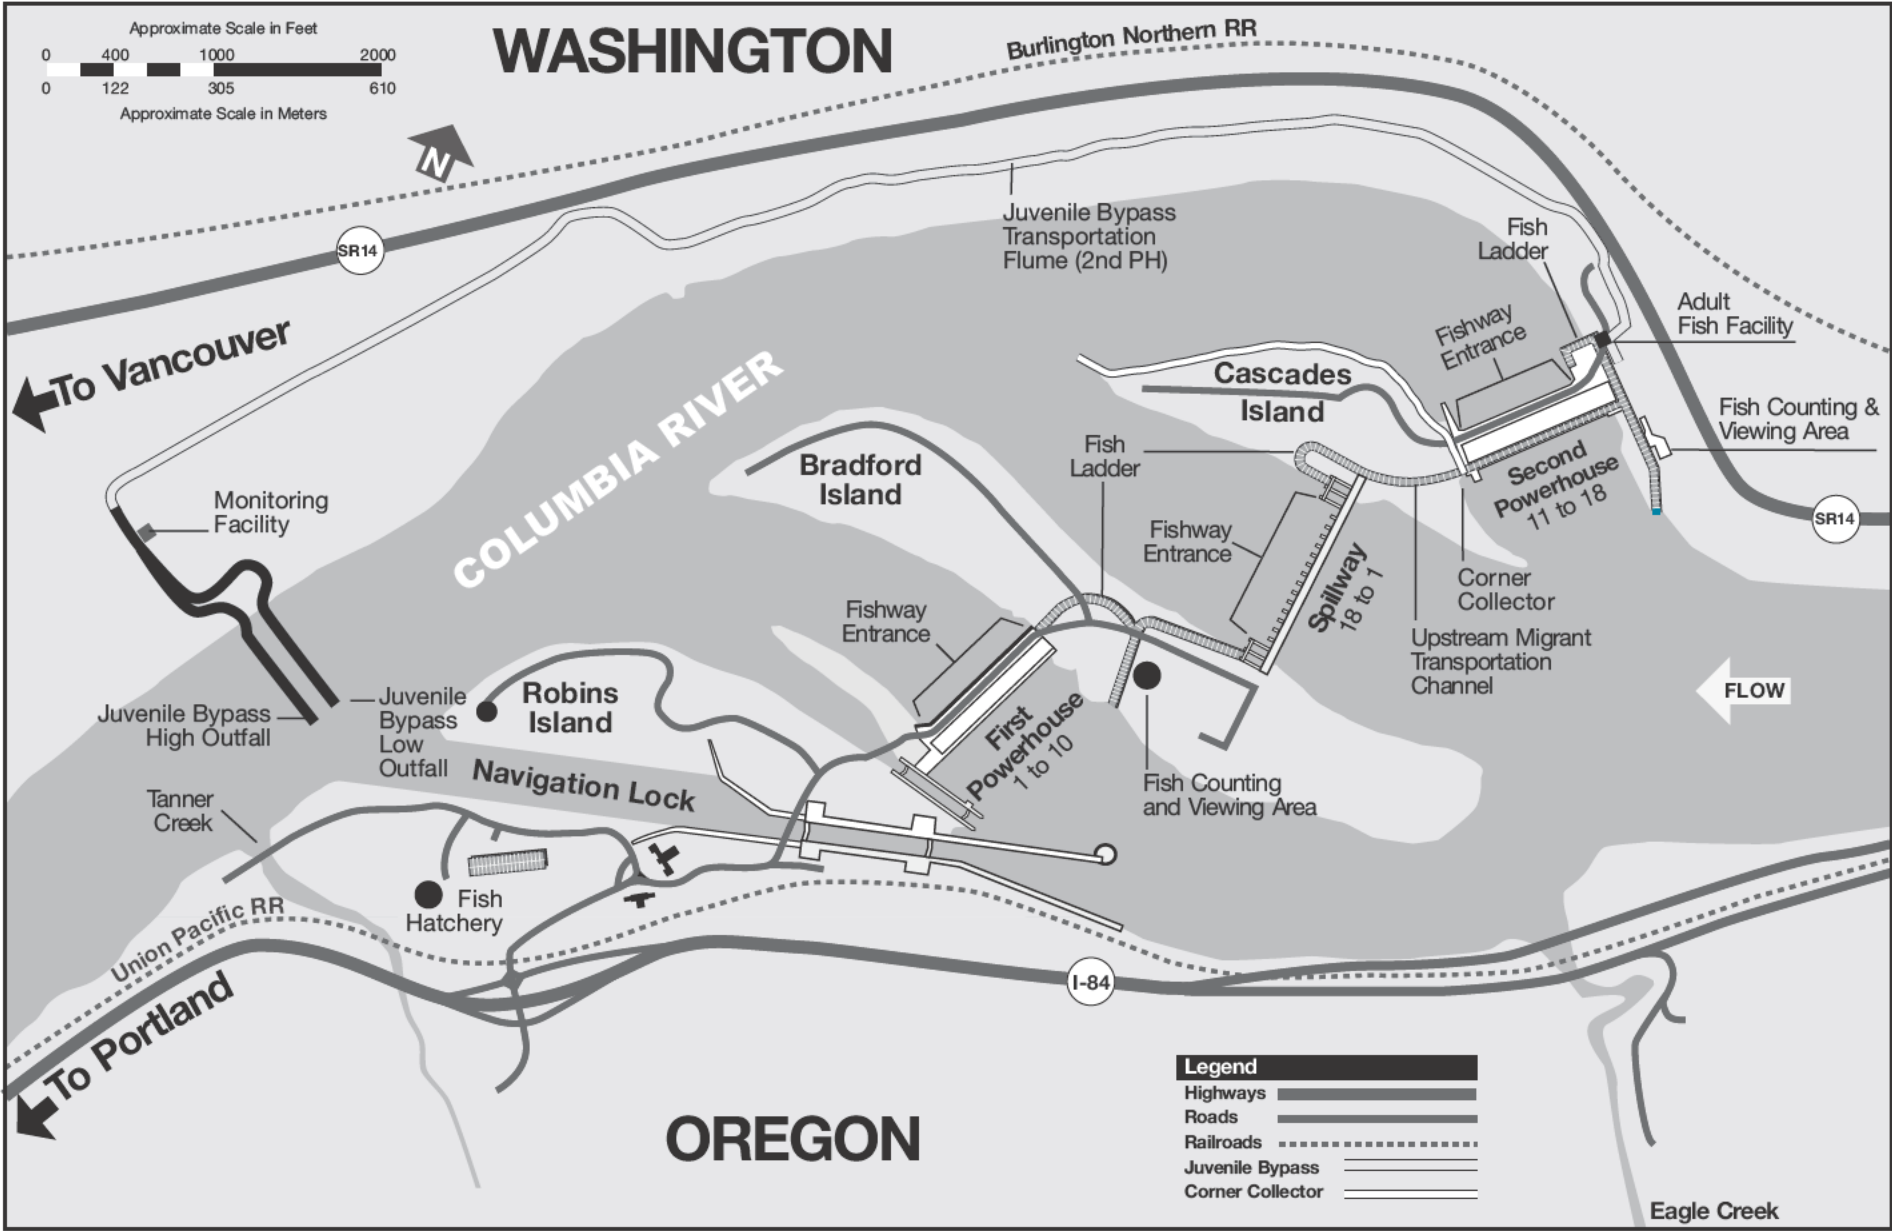 Approximate Scale in Feet
0 400 1000 2000
0 122 305 610
Approximate Scale in Meters
WASHINGTON
Burlington Northern RR
N
SR14
Juvenile Bypass
Transportation
Flume (2nd PH)
Fish
Ladder
Adult
Fish Facility
Fishway
Entrance
To Vancouver
COLUMBIA RIVER
Cascades
Island
Fish Counting &
Viewing Area
Fish
Ladder
Bradford
Island
Second
Powerhouse
11 to 18
SR14
Monitoring
Facility
Fishway
Entrance
Spillway
18 to 1
Corner
Collector
Fishway
Entrance
Upstream Migrant
Transportation
Channel
FLOW
Juvenile Bypass
High Outfall
Juvenile
Bypass
Low
Outfall
Robins
Island
First
Powerhouse
1 to 10
Fish Counting
and Viewing Area
Navigation Lock
Tanner
Creek
Fish
Hatchery
Union Pacific RR
To Portland
I-84
OREGON
Legend
Highways
Roads
Railroads
Juvenile Bypass
Corner Collector
Eagle Creek